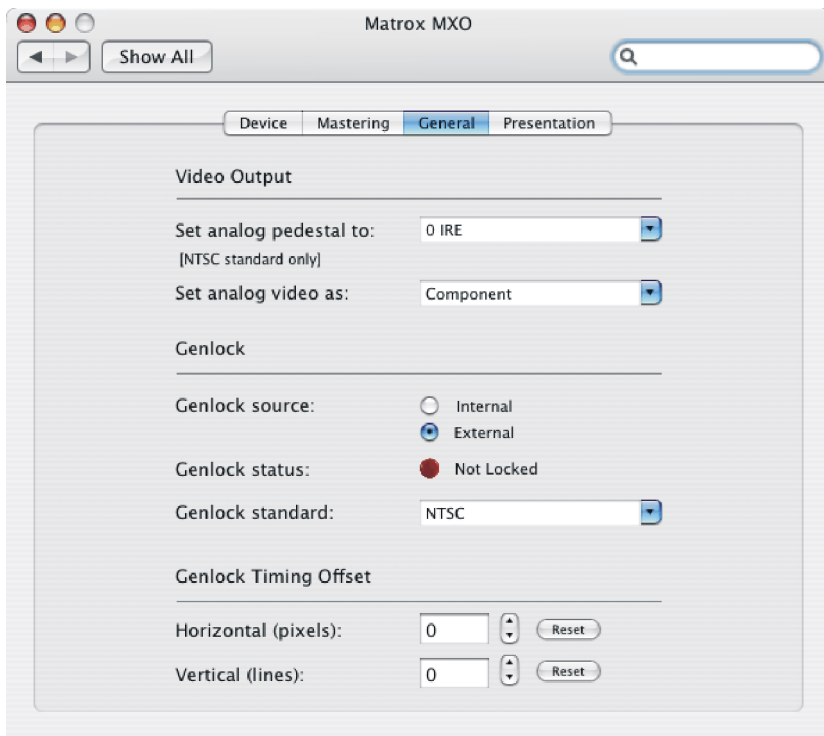 Matrox MXO
Show All
Device Mastering General Presentation
Video Output
Set analog pedestal to: 0 IRE
[NTSC standard only]
Set analog video as: Component
Genlock
Genlock source: Internal
External
Genlock status: Not Locked
Genlock standard: NTSC
Genlock Timing Offset
Horizontal (pixels): 0 Reset
Vertical (lines): 0 Reset